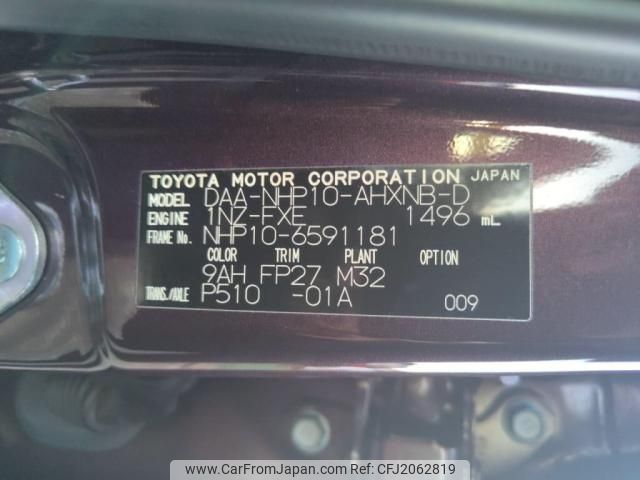 TOYOTA MOTOR CORPORATION JAPAN
MODEL DAA-NHP10-AHXNB-D
ENGINE 1NZ-FXE 1496 mL
FRAME No. NHP10-6591181
COLOR TRIM PLANT OPTION
9AH FP27 M32
TRANS./AXLE P510 -01A 009
www.CarFromJapan.com - CFJ2062819